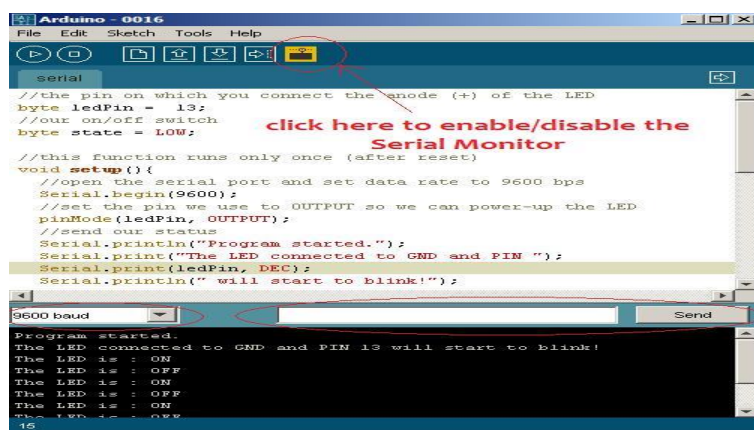 Arduino - 0016
File Edit Sketch Tools Help
serial
//the pin on which you connect the anode (+) of the LED
byte ledPin = 13;
//our on/off switch
byte state = LOW;
click here to enable/disable the
Serial Monitor
//this function runs only once (after reset)
void setup(){
//open the serial port and set data rate to 9600 bps
Serial.begin(9600);
//set the pin we use to OUTPUT so we can power-up the LED
pinMode(ledPin, OUTPUT);
//send our status
Serial.println("Program started.");
Serial.print("The LED connected to GND and PIN ");
Serial.print(ledPin, DEC);
Serial.println(" will start to blink!");
9600 baud
Send
Program started.
The LED connected to GND and PIN 13 will start to blink!
The LED is : ON
The LED is : OFF
The LED is : ON
The LED is : OFF
The LED is : ON
The LED is : OFF
15